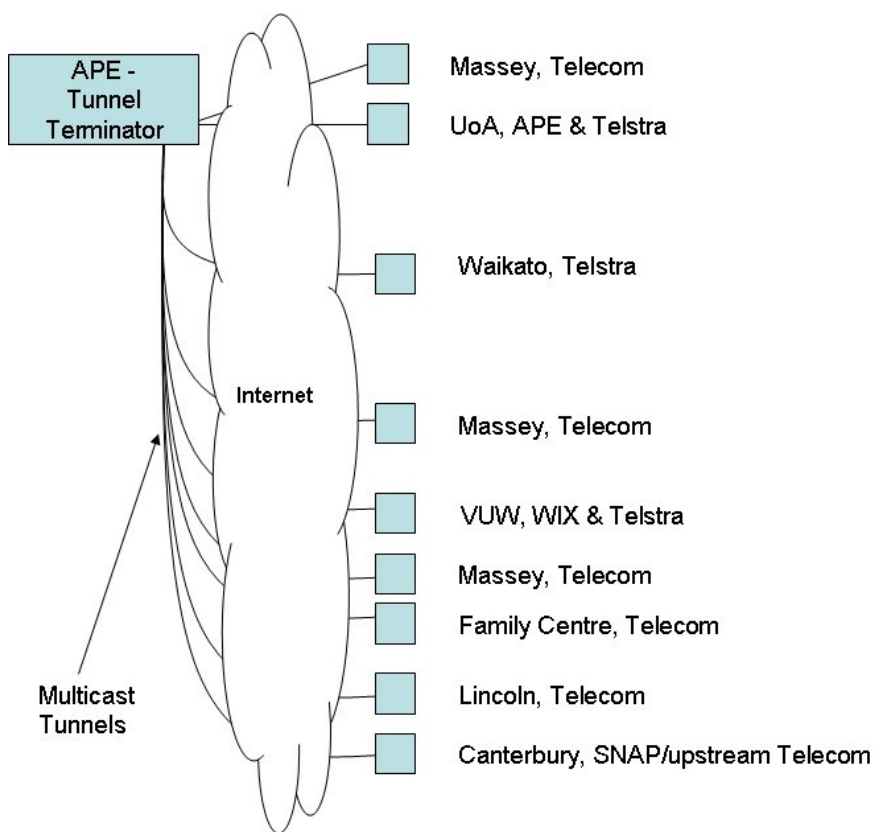 APE -
Tunnel
Terminator
Massey, Telecom
UoA, APE & Telstra
Waikato, Telstra
Internet
Massey, Telecom
VUW, WIX & Telstra
Massey, Telecom
Family Centre, Telecom
Multicast
Tunnels
Lincoln, Telecom
Canterbury, SNAP/upstream Telecom